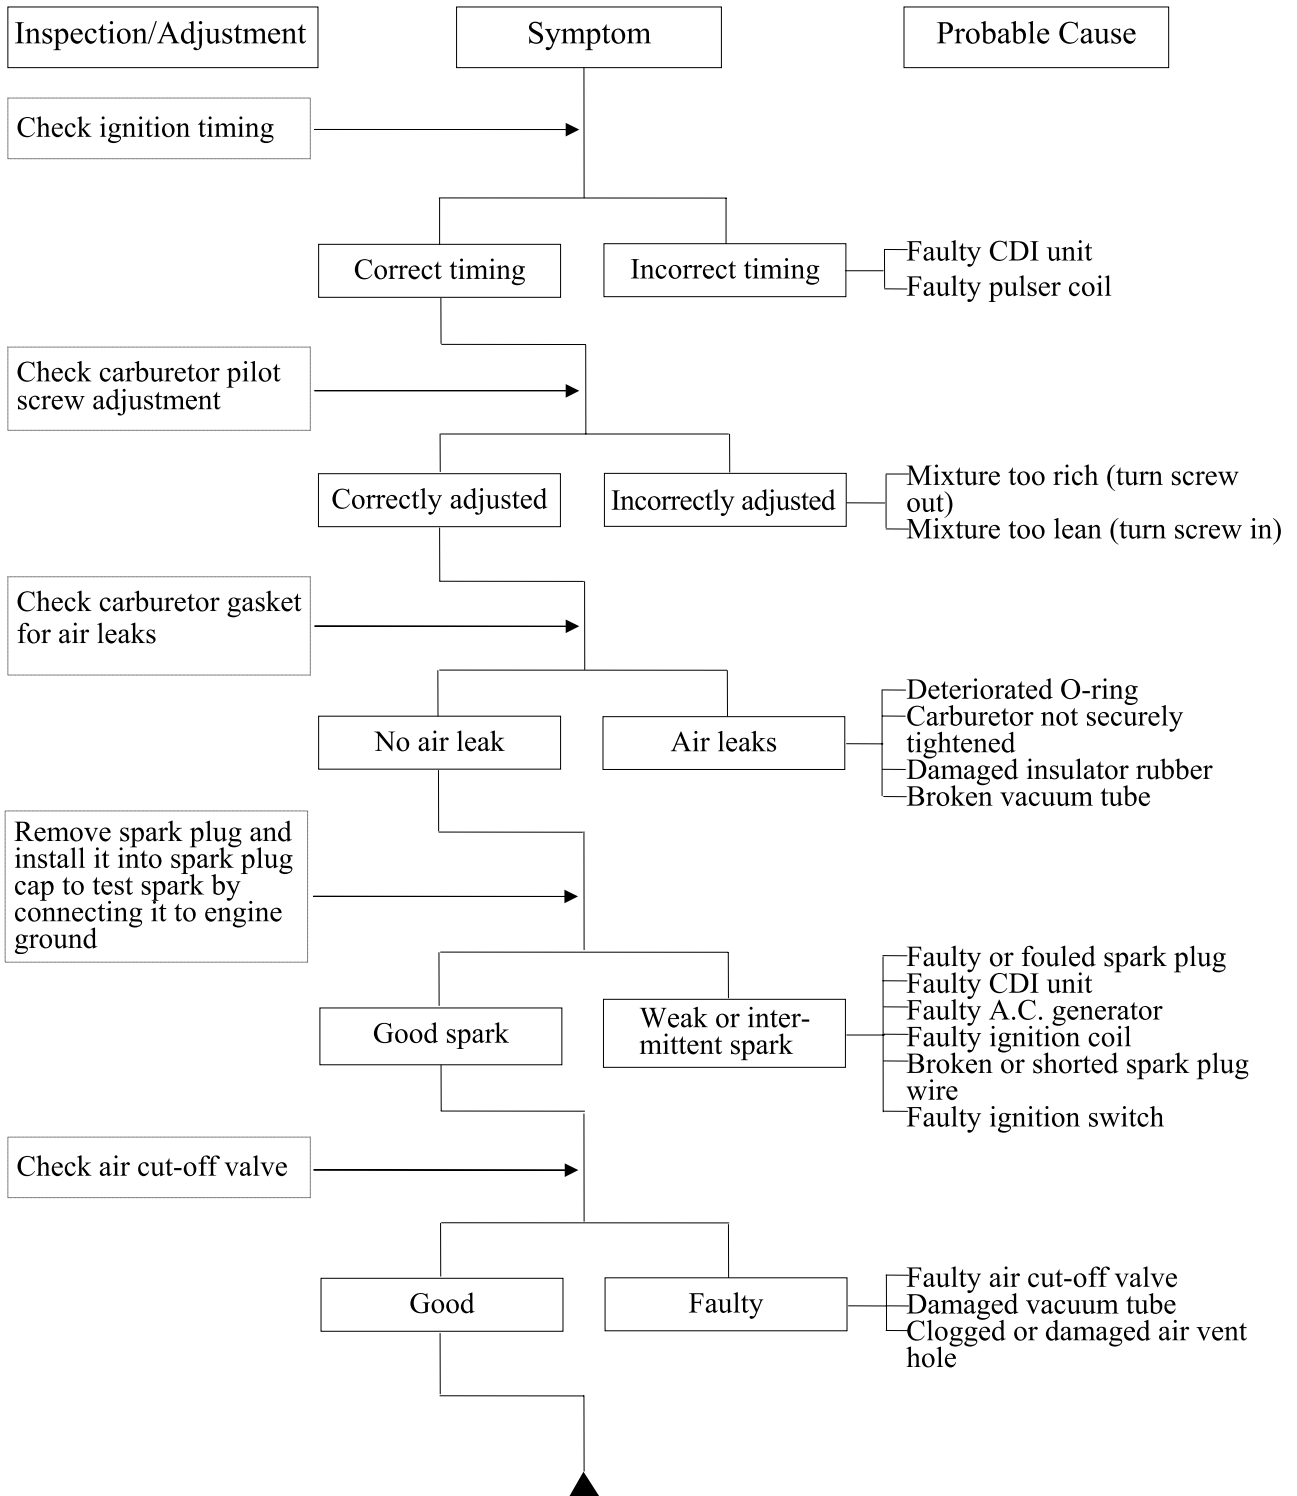 Inspection/Adjustment
Symptom
Probable Cause
Check ignition timing
Correct timing
Incorrect timing
Faulty CDI unit
Faulty pulser coil
Check carburetor pilot
screw adjustment
Correctly adjusted
Incorrectly adjusted
Mixture too rich (turn screw
out)
Mixture too lean (turn screw in)
Check carburetor gasket
for air leaks
No air leak
Air leaks
Deteriorated O-ring
Carburetor not securely
tightened
Damaged insulator rubber
Broken vacuum tube
Remove spark plug and
install it into spark plug
cap to test spark by
connecting it to engine
ground
Good spark
Weak or inter-
mittent spark
Faulty or fouled spark plug
Faulty CDI unit
Faulty A.C. generator
Faulty ignition coil
Broken or shorted spark plug
wire
Faulty ignition switch
Check air cut-off valve
Good
Faulty
Faulty air cut-off valve
Damaged vacuum tube
Clogged or damaged air vent
hole